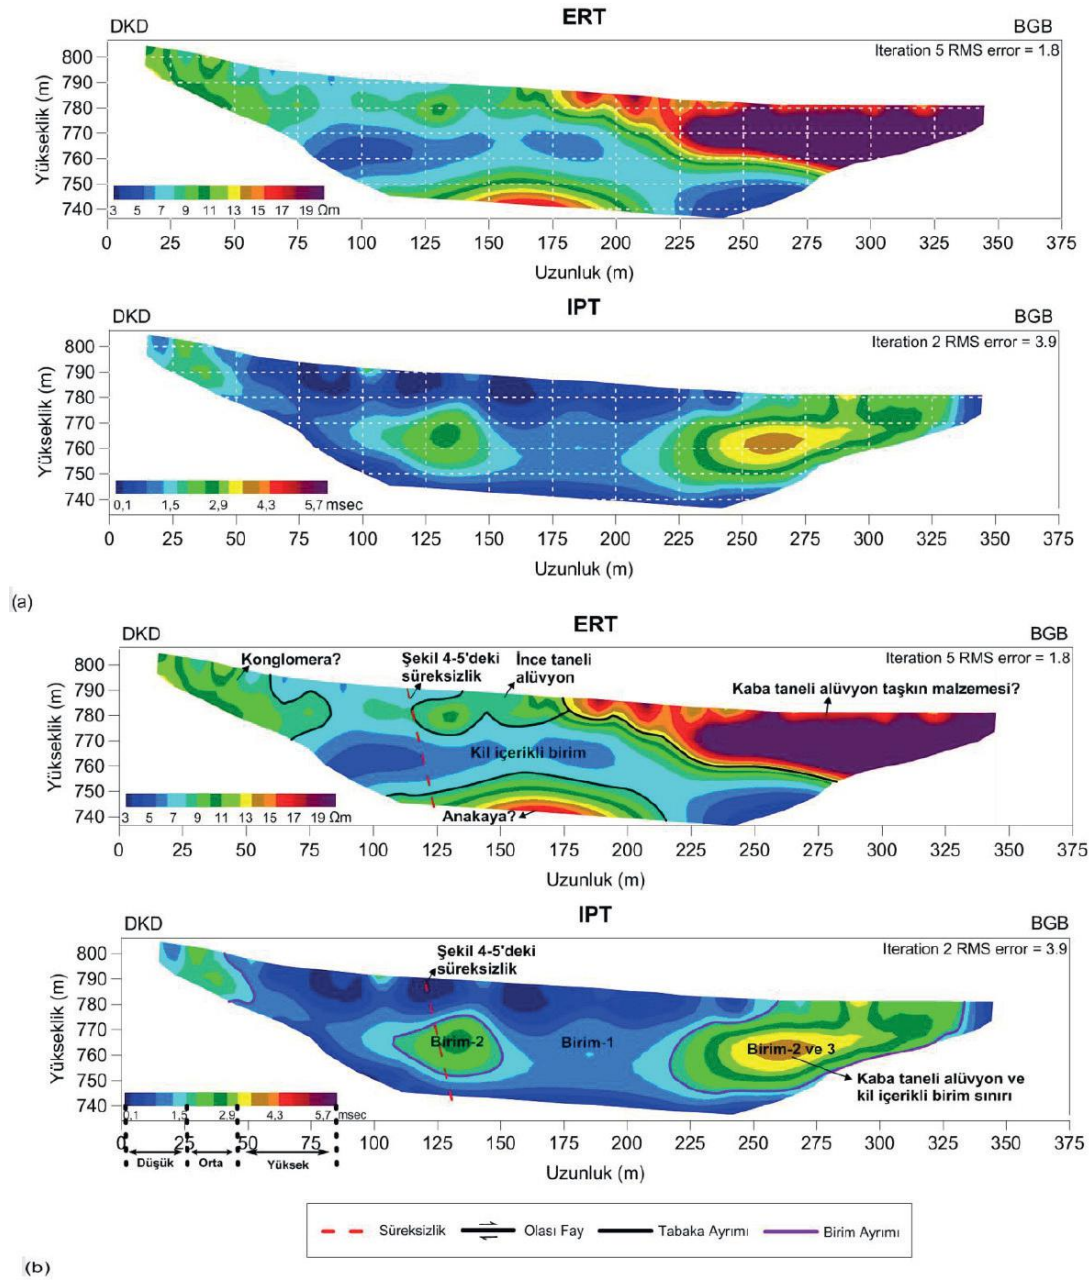 (a)
ERT
DKD BGB
Iteration 5 RMS error = 1.8
Yükseklik (m)
800
790
780
770
760
750
740
3 5 7 9 11 13 15 17 19 Ωm
0 25 50 75 100 125 150 175 200 225 250 275 300 325 350 375
Uzunluk (m)
IPT
DKD BGB
Iteration 2 RMS error = 3.9
Yükseklik (m)
800
790
780
770
760
750
740
0,1 1,5 2,9 4,3 5,7 msec
0 25 50 75 100 125 150 175 200 225 250 275 300 325 350 375
Uzunluk (m)
(a)
ERT
DKD BGB
Iteration 5 RMS error = 1.8
Yükseklik (m)
800
790
780
770
760
750
740
Konglomera?
Şekil 4-5'deki
süreksizlik
İnce taneli
alüvyon
Kaba taneli alüvyon taşkın malzemesi?
Kil içerikli birim
Anakaya?
3 5 7 9 11 13 15 17 19 Ωm
0 25 50 75 100 125 150 175 200 225 250 275 300 325 350 375
Uzunluk (m)
IPT
DKD BGB
Iteration 2 RMS error = 3.9
Yükseklik (m)
800
790
780
770
760
750
740
Şekil 4-5'deki
süreksizlik
Birim-2
Birim-1
Birim-2 ve 3
Kaba taneli alüvyon ve
kil içerikli birim sınırı
0,1 1,5 2,9 4,3 5,7 msec
0 25 50 75 100 125 150 175 200 225 250 275 300 325 350 375
Düşük Orta Yüksek
Uzunluk (m)
Süreksizlik Olası Fay Tabaka Ayrımı Birim Ayrımı
(b)